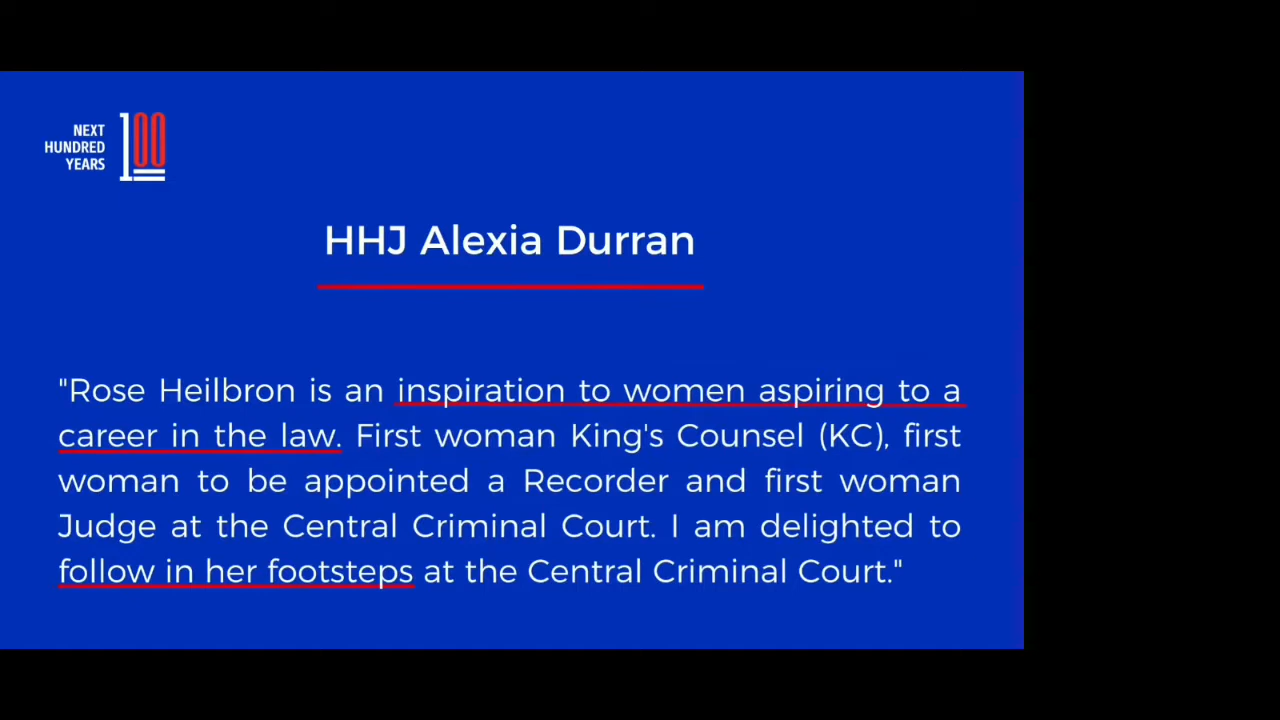 NEXT
HUNDRED
YEARS
100
HHJ Alexia Durran
"Rose Heilbron is an inspiration to women aspiring to a
career in the law. First woman King's Counsel (KC), first
woman to be appointed a Recorder and first woman
Judge at the Central Criminal Court. I am delighted to
follow in her footsteps at the Central Criminal Court."